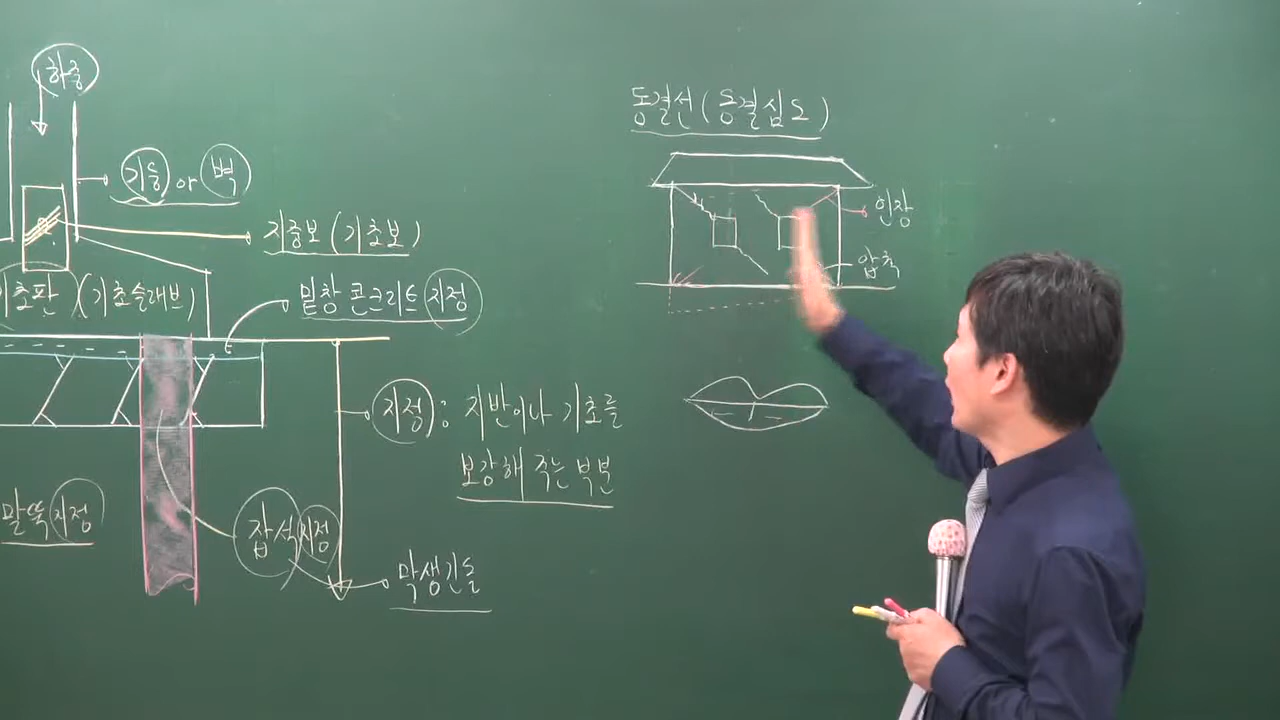 하중
기둥 or 벽
지중보 (기초보)
기초판 (기초슬래브)
밑창 콘크리트 지정
지정 : 지반이나 기초를
보강해 주는 부분
말뚝지정
잡석지정
막생기둥
동결선 (동결심도)
인장
압축